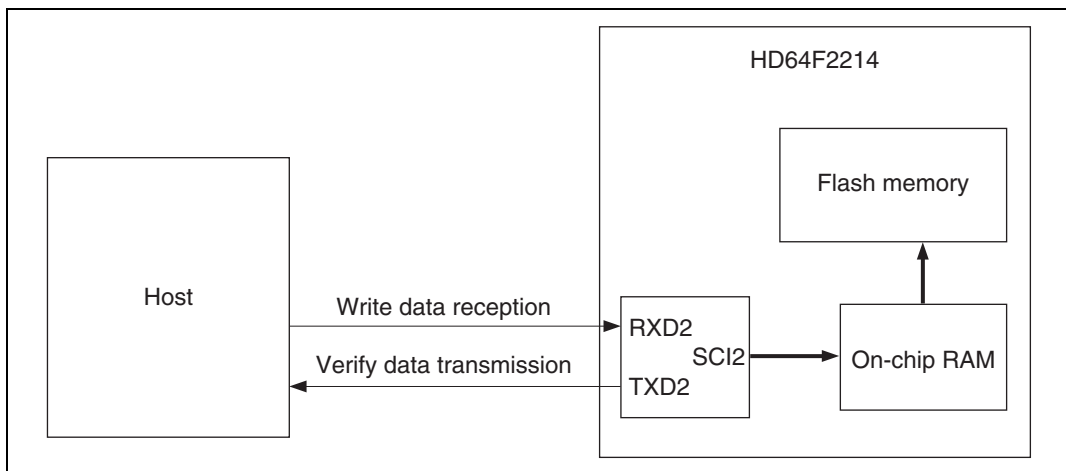 HD64F2214
Flash memory
Host
Write data reception
RXD2
SCI2
On-chip RAM
Verify data transmission
TXD2